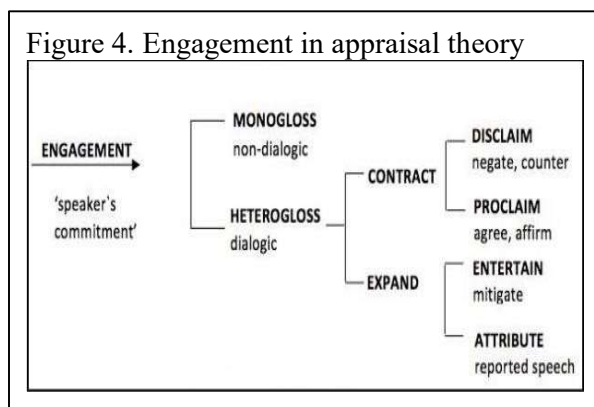 Figure 4. Engagement in appraisal theory
ENGAGEMENT
'speaker`s
commitment'
MONOGLOSS
non-dialogic
HETEROGLOSS
dialogic
CONTRACT
EXPAND
DISCLAIM
negate, counter
PROCLAIM
agree, affirm
ENTERTAIN
mitigate
ATTRIBUTE
reported speech